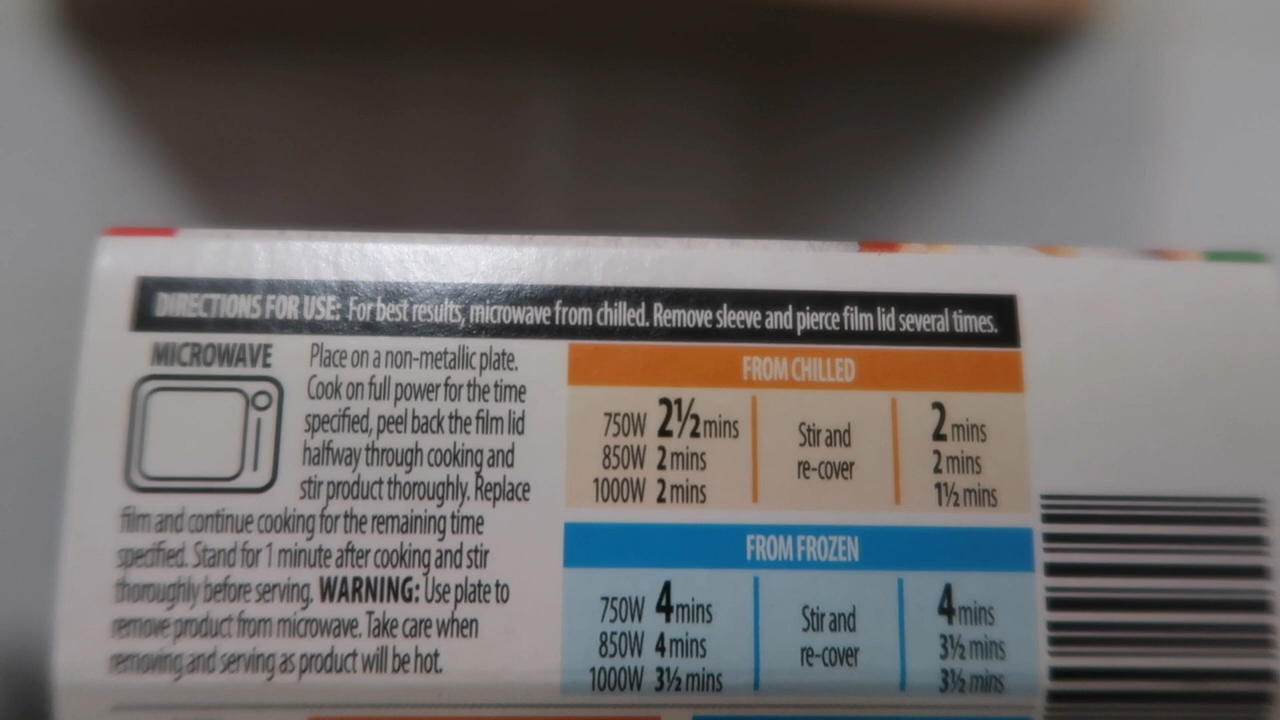 DIRECTIONS FOR USE: For best results, microwave from chilled. Remove sleeve and pierce film lid several times.
MICROWAVE
Place on a non-metallic plate.
Cook on full power for the time
specified, peel back the film lid
halfway through cooking and
stir product thoroughly. Replace
film and continue cooking for the remaining time
specified. Stand for 1 minute after cooking and stir
thoroughly before serving. WARNING: Use plate to
remove product from microwave. Take care when
removing and serving as product will be hot.
FROM CHILLED
750W 2½ mins
850W 2 mins
1000W 2 mins
Stir and
re-cover
2 mins
2 mins
1½ mins
FROM FROZEN
750W 4 mins
850W 4 mins
1000W 3½ mins
Stir and
re-cover
4 mins
3½ mins
3½ mins